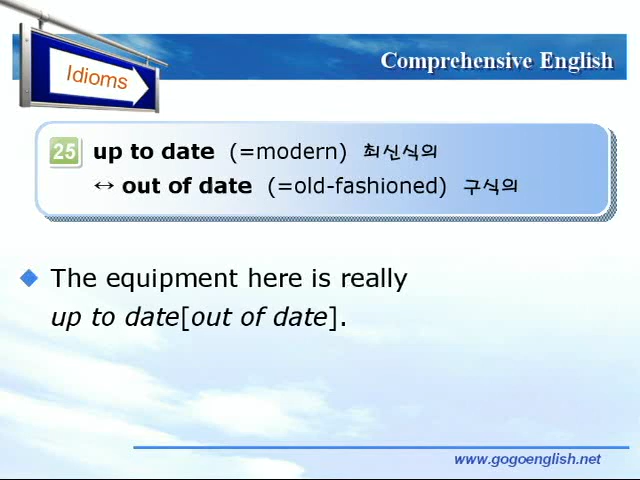 Idioms
Comprehensive English
25 up to date (=modern) 최신식의
↔ out of date (=old-fashioned) 구식의
The equipment here is really
up to date[out of date].
www.gogoenglish.net